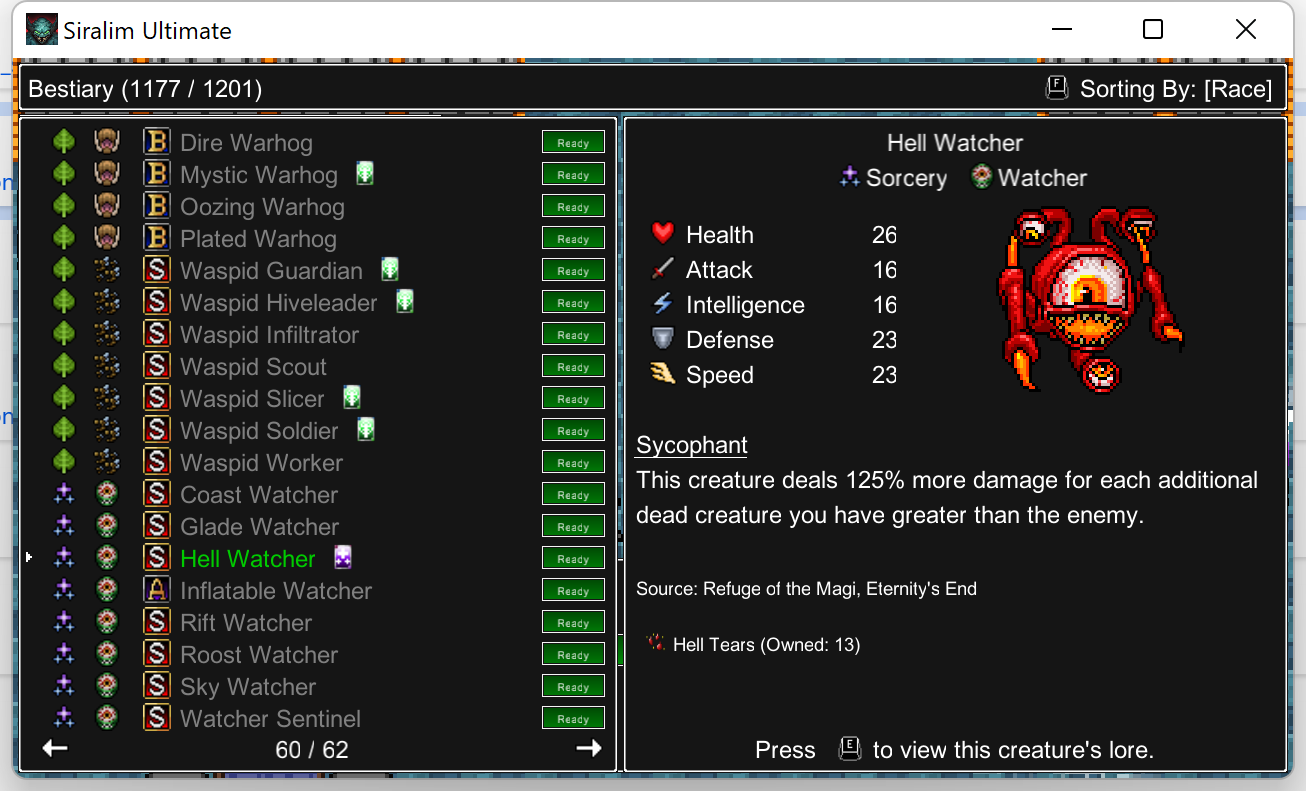 Siralim Ultimate
Bestiary (1177 / 1201)
F Sorting By: [Race]
B Dire Warhog Ready
B Mystic Warhog Ready
B Oozing Warhog Ready
B Plated Warhog Ready
S Waspid Guardian Ready
S Waspid Hiveleader Ready
S Waspid Infiltrator Ready
S Waspid Scout Ready
S Waspid Slicer Ready
S Waspid Soldier Ready
S Waspid Worker Ready
S Coast Watcher Ready
S Glade Watcher Ready
S Hell Watcher Ready
A Inflatable Watcher Ready
S Rift Watcher Ready
S Roost Watcher Ready
S Sky Watcher Ready
S Watcher Sentinel Ready
60 / 62
Hell Watcher
Sorcery Watcher
Health 26
Attack 16
Intelligence 16
Defense 23
Speed 23
Sycophant
This creature deals 125% more damage for each additional
dead creature you have greater than the enemy.
Source: Refuge of the Magi, Eternity's End
Hell Tears (Owned: 13)
Press E to view this creature's lore.